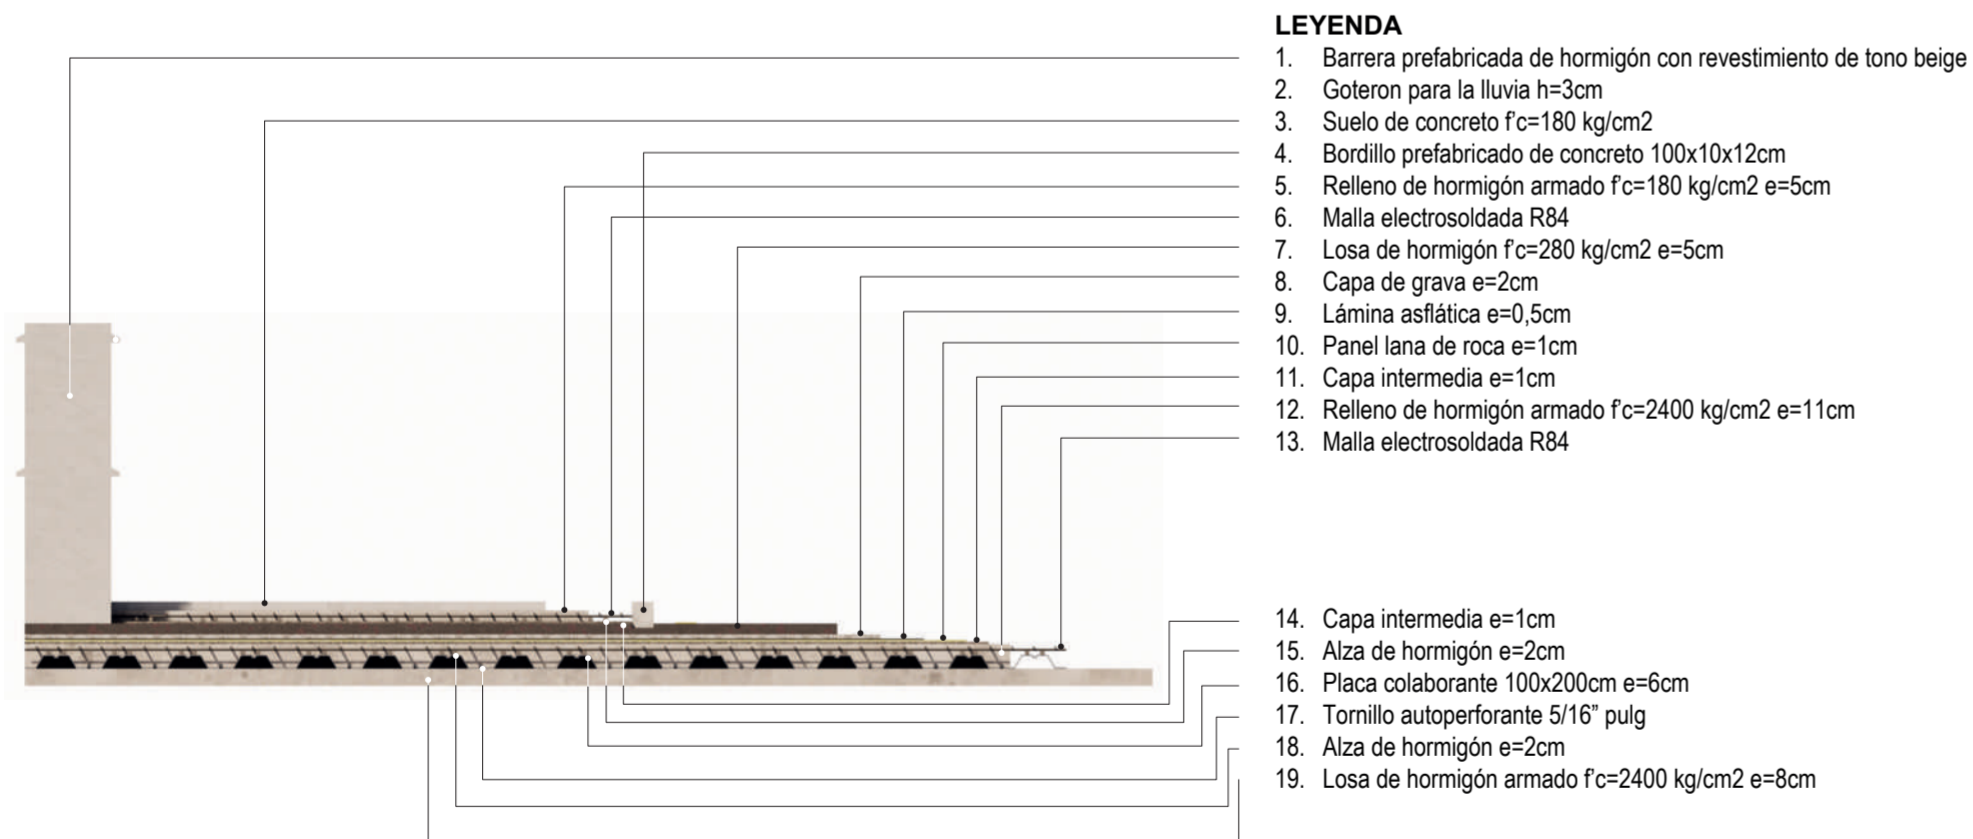 LEYENDA
1. Barrera prefabricada de hormigón con revestimiento de tono beige
2. Goteron para la lluvia h=3cm
3. Suelo de concreto f'c=180 kg/cm2
4. Bordillo prefabricado de concreto 100x10x12cm
5. Relleno de hormigón armado f'c=180 kg/cm2 e=5cm
6. Malla electrosoldada R84
7. Losa de hormigón f'c=280 kg/cm2 e=5cm
8. Capa de grava e=2cm
9. Lámina asflática e=0,5cm
10. Panel lana de roca e=1cm
11. Capa intermedia e=1cm
12. Relleno de hormigón armado f'c=2400 kg/cm2 e=11cm
13. Malla electrosoldada R84
14. Capa intermedia e=1cm
15. Alza de hormigón e=2cm
16. Placa colaborante 100x200cm e=6cm
17. Tornillo autoperforante 5/16” pulg
18. Alza de hormigón e=2cm
19. Losa de hormigón armado f'c=2400 kg/cm2 e=8cm